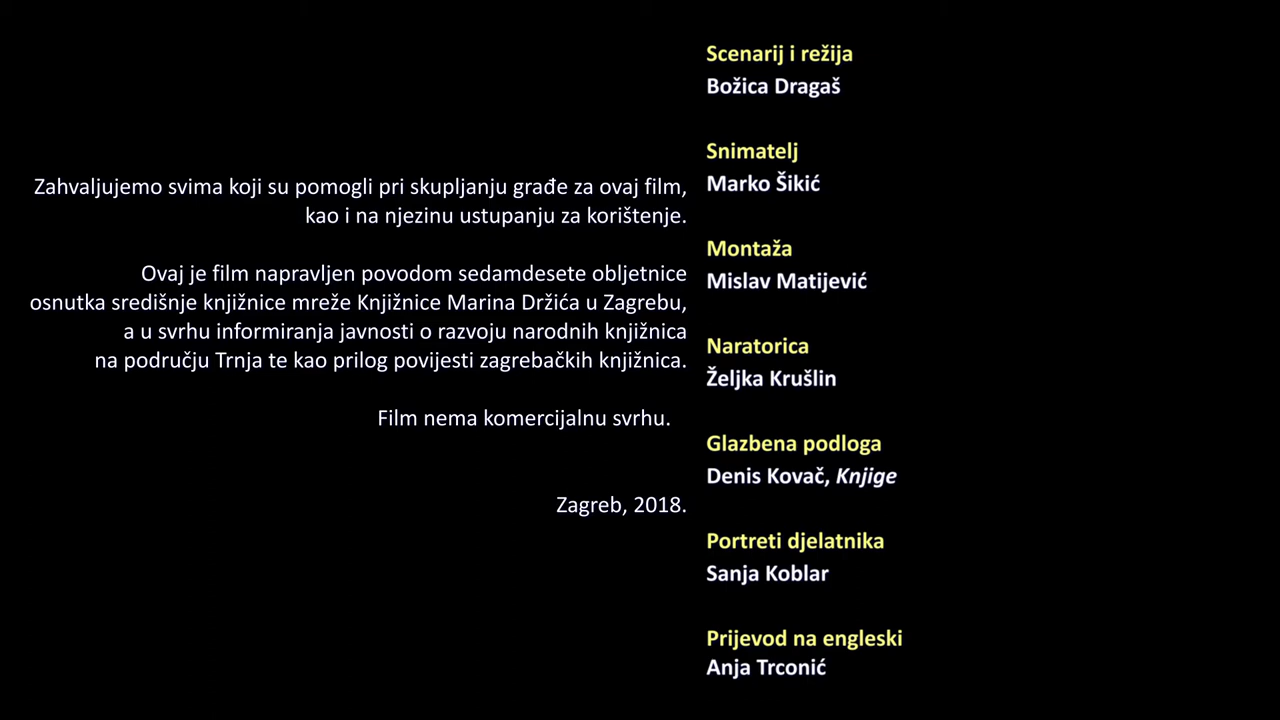 Zahvaljujemo svima koji su pomogli pri skupljanju građe za ovaj film,
kao i na njezinu ustupanju za korištenje.
Ovaj je film napravljen povodom sedamdesete obljetnice
osnutka središnje knjižnice mreže Knjižnice Marina Držića u Zagrebu,
a u svrhu informiranja javnosti o razvoju narodnih knjižnica
na području Trnja te kao prilog povijesti zagrebačkih knjižnica.
Film nema komercijalnu svrhu.
Zagreb, 2018.
Scenarij i režija
Božica Dragaš
Snimatelj
Marko Šikić
Montaža
Mislav Matijević
Naratorica
Željka Krušlin
Glazbena podloga
Denis Kovač, Knjige
Portreti djelatnika
Sanja Koblar
Prijevod na engleski
Anja Trconić